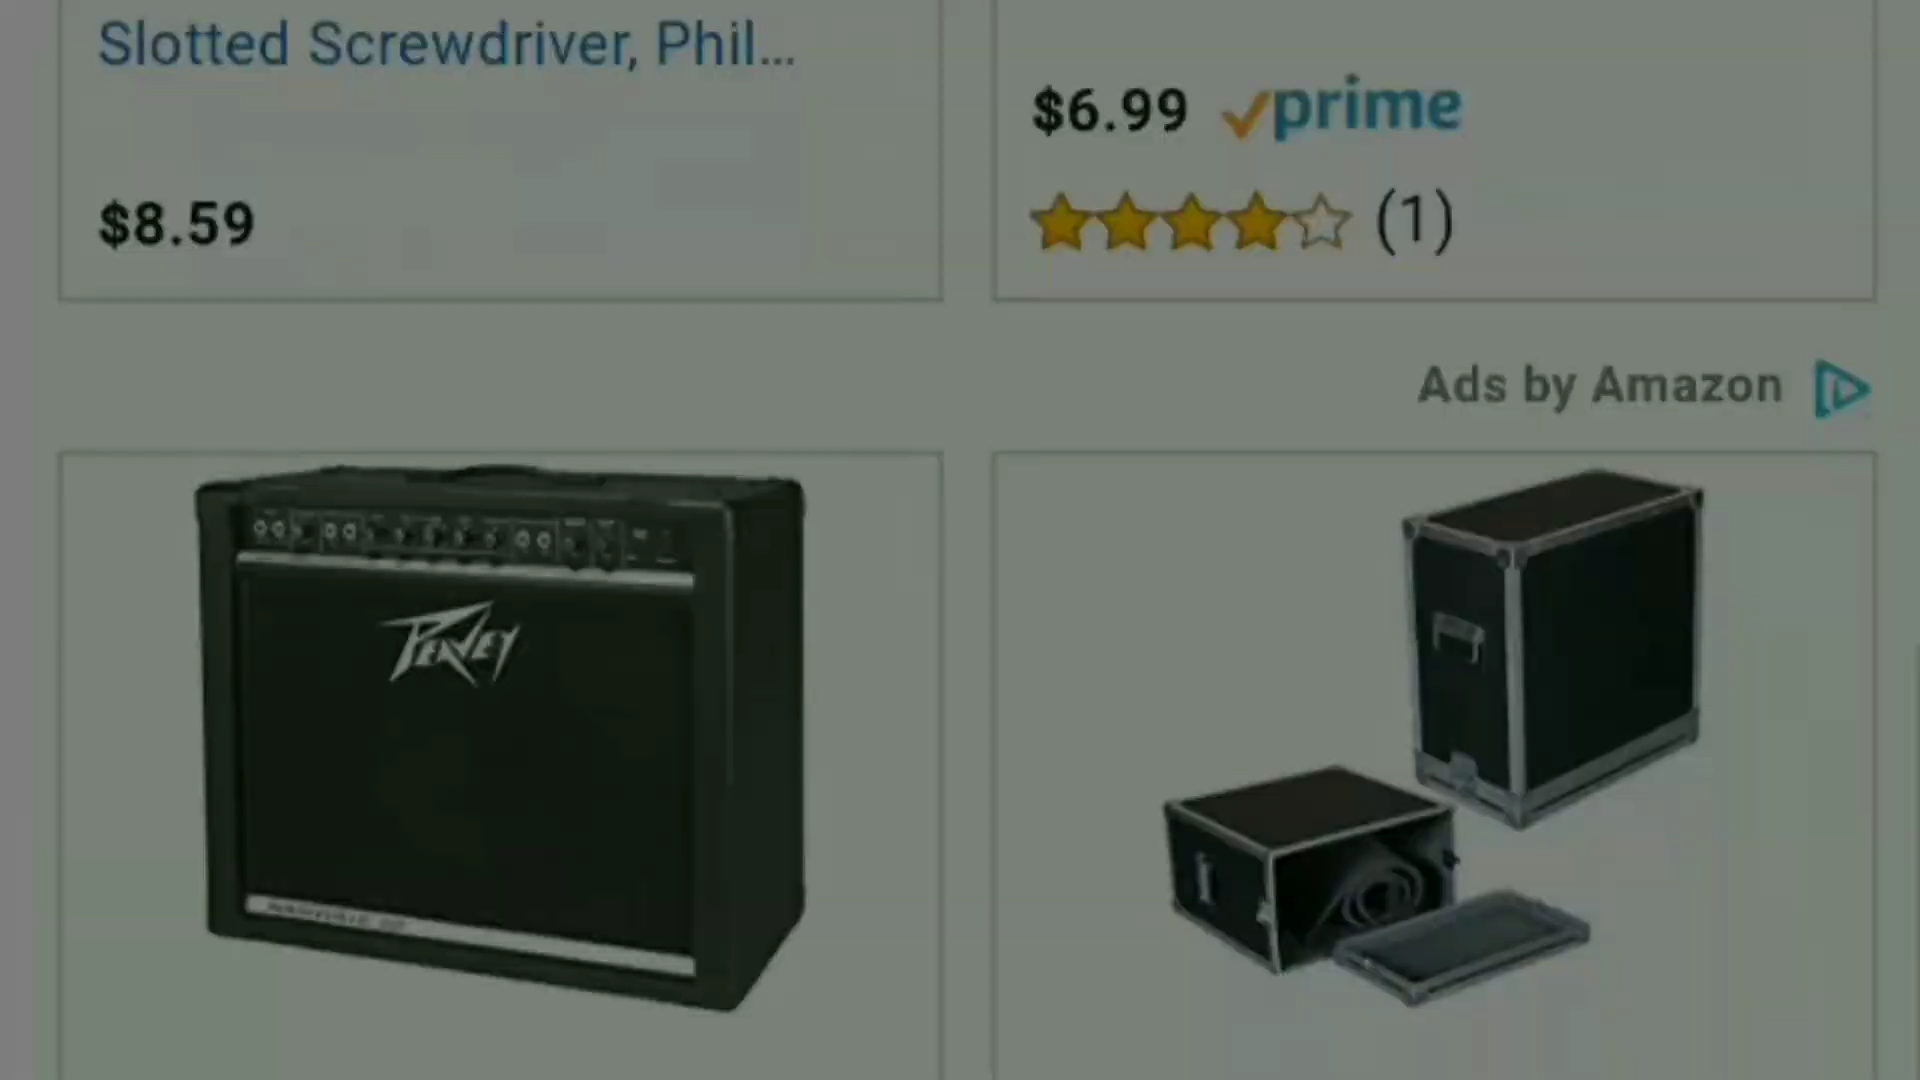 Slotted Screwdriver, Phil...
$8.59
$6.99 prime
(1)
Ads by Amazon
PEAVEY